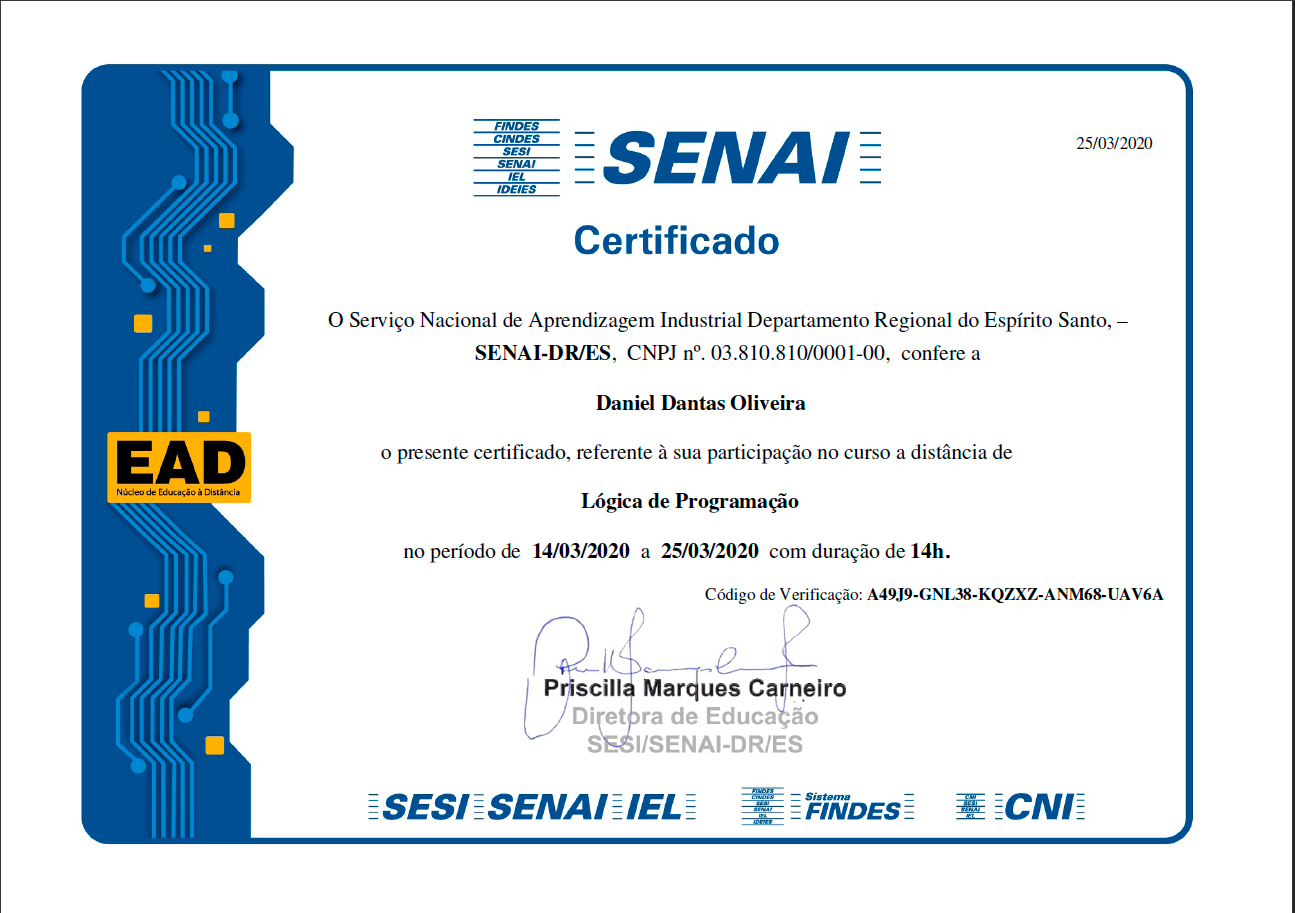 FINDES
CINDES
SESI
SENAI
IEL
IDEIES
SENAI
25/03/2020
Certificado
O Serviço Nacional de Aprendizagem Industrial Departamento Regional do Espírito Santo, –
SENAI-DR/ES, CNPJ nº. 03.810.810/0001-00, confere a
Daniel Dantas Oliveira
o presente certificado, referente à sua participação no curso a distância de
Lógica de Programação
no período de 14/03/2020 a 25/03/2020 com duração de 14h.
Código de Verificação: A49J9-GNL38-KQZXZ-ANM68-UAV6A
EAD
Núcleo de Educação à Distância
Priscilla Marques Carneiro
Diretora de Educação
SESI/SENAI-DR/ES
SESI SENAI IEL
FINDES
CINDES
SESI
SENAI
IEL
IDEIES
Sistema
FINDES
CNI
SESI
SENAI
IEL
CNI